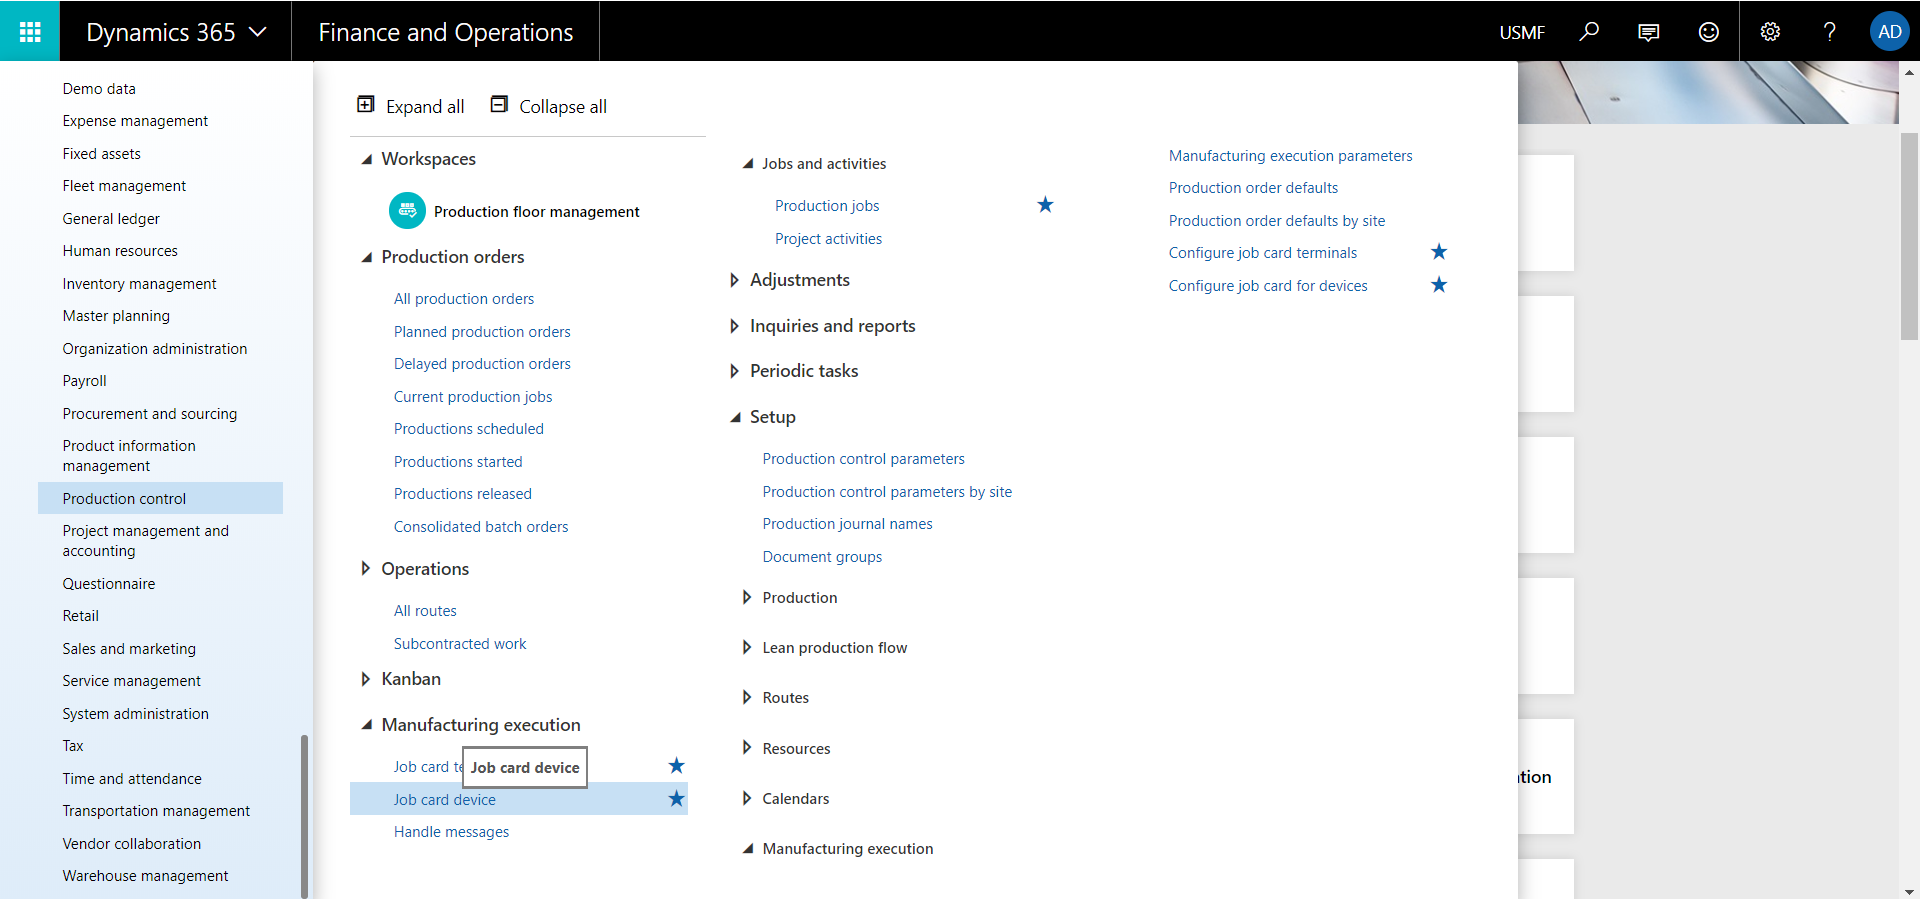 Dynamics 365
Finance and Operations
USMF
?
AD
Demo data
Expense management
Fixed assets
Fleet management
General ledger
Human resources
Inventory management
Master planning
Organization administration
Payroll
Procurement and sourcing
Product information
management
Production control
Project management and
accounting
Questionnaire
Retail
Sales and marketing
Service management
System administration
Tax
Time and attendance
Transportation management
Vendor collaboration
Warehouse management
Expand all
Collapse all
Workspaces
Production floor management
Production orders
All production orders
Planned production orders
Delayed production orders
Current production jobs
Productions scheduled
Productions started
Productions released
Consolidated batch orders
Operations
All routes
Subcontracted work
Kanban
Manufacturing execution
Job card te
Job card device
Job card device
Handle messages
Jobs and activities
Production jobs
Project activities
Adjustments
Inquiries and reports
Periodic tasks
Setup
Production control parameters
Production control parameters by site
Production journal names
Document groups
Production
Lean production flow
Routes
Resources
Calendars
Manufacturing execution
Manufacturing execution parameters
Production order defaults
Production order defaults by site
Configure job card terminals
Configure job card for devices
tion